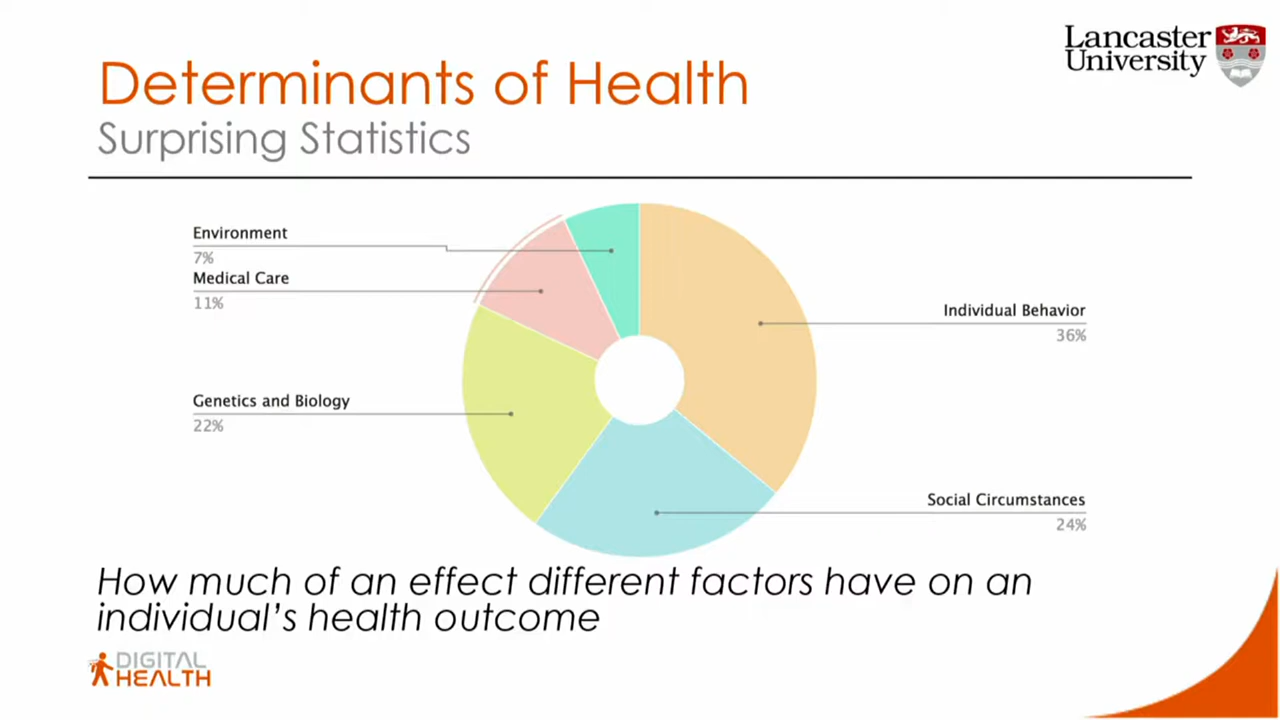 Lancaster
University
Determinants of Health
Surprising Statistics
Environment
7%
Medical Care
11%
Genetics and Biology
22%
Individual Behavior
36%
Social Circumstances
24%
How much of an effect different factors have on an
individual's health outcome
DIGITAL
HEALTH